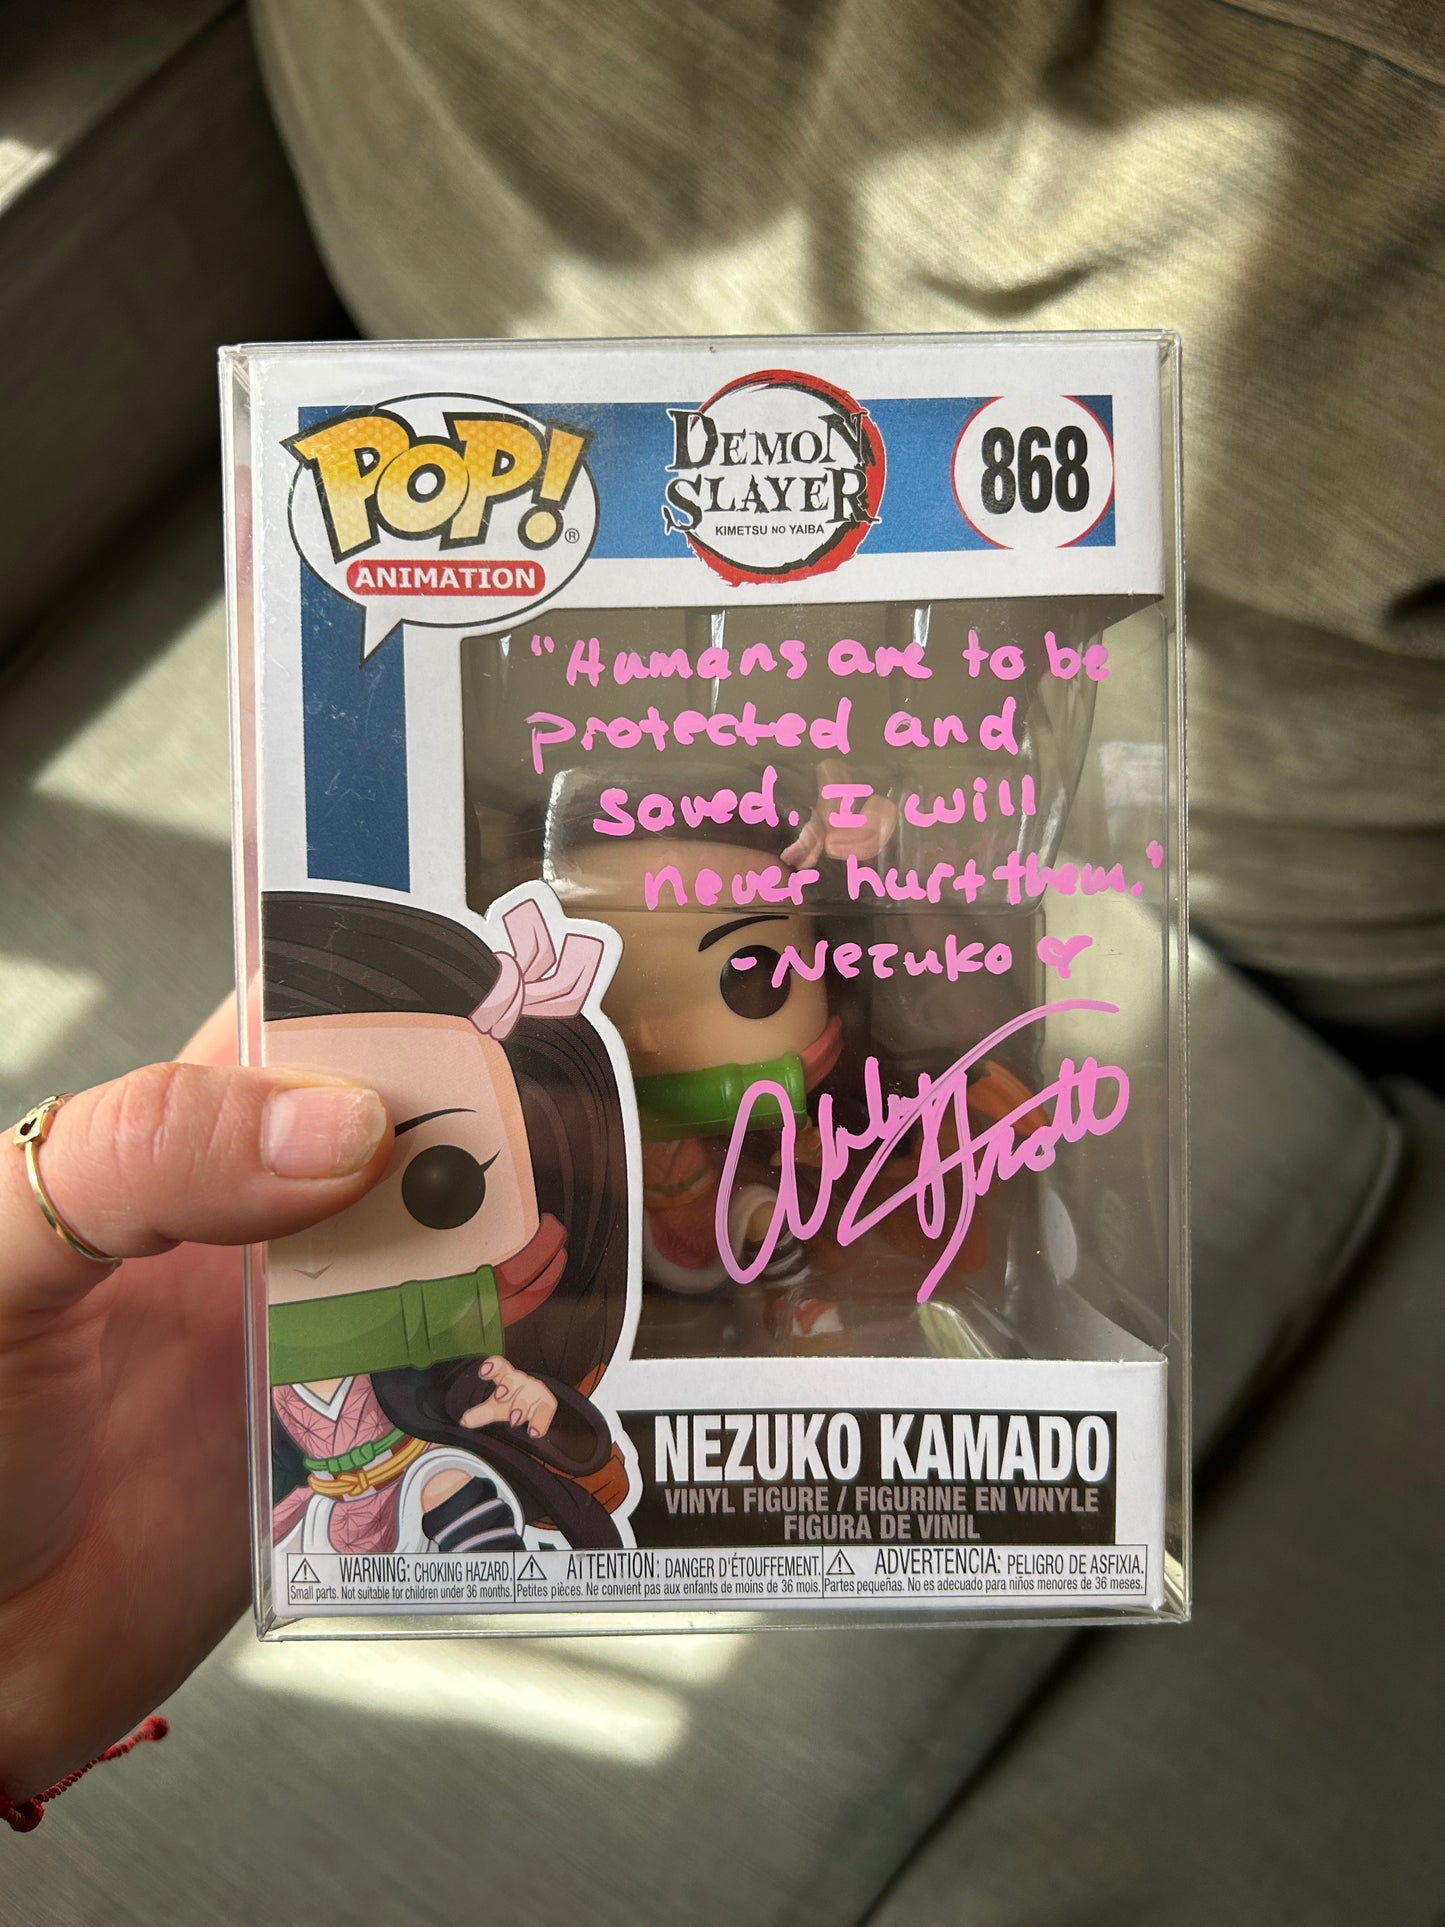 POP! ®
ANIMATION
DEMON
SLAYER
KIMETSU NO YAIBA
868
"Humans are to be
protected and
saved. I will
never hurt them."
- Nezuko
NEZUKO KAMADO
VINYL FIGURE / FIGURINE EN VINYLE
FIGURA DE VINIL
WARNING: CHOKING HAZARD.
Small parts. Not suitable for children under 36 months.
ATTENTION: DANGER D'ÉTOUFFEMENT.
Petites pièces. Ne convient pas aux enfants de moins de 36 mois.
ADVERTENCIA: PELIGRO DE ASFIXIA.
Partes pequeñas. No es adecuado para niños menores de 36 meses.